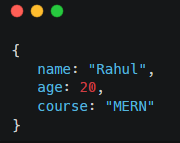 {
name: "Rahul",
age: 20,
course: "MERN"
}